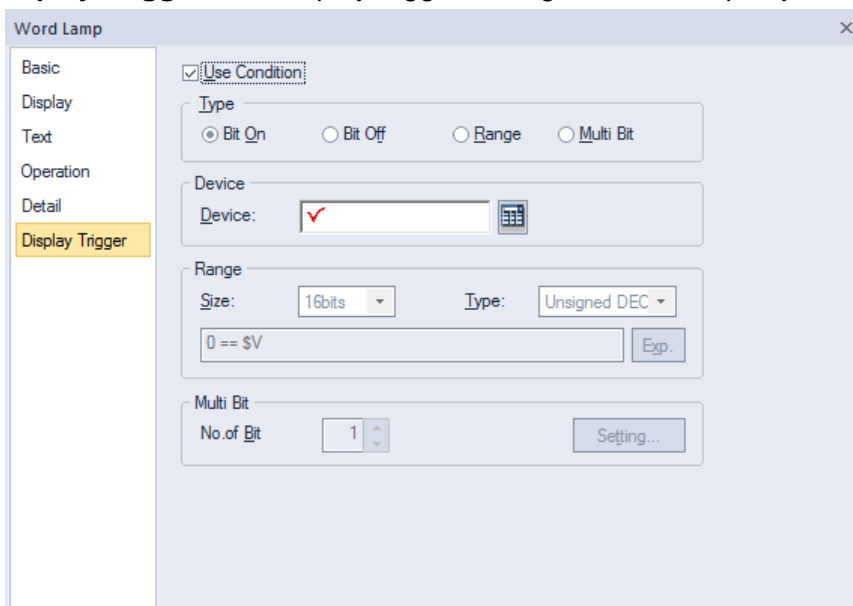 Word Lamp
Basic
Display
Text
Operation
Detail
Display Trigger
Use Condition
Type
Bit On Bit Off Range Multi Bit
Device
Device:
Range
Size: 16bits Type: Unsigned DEC
0 == $V Exp.
Multi Bit
No.of Bit 1 Setting...